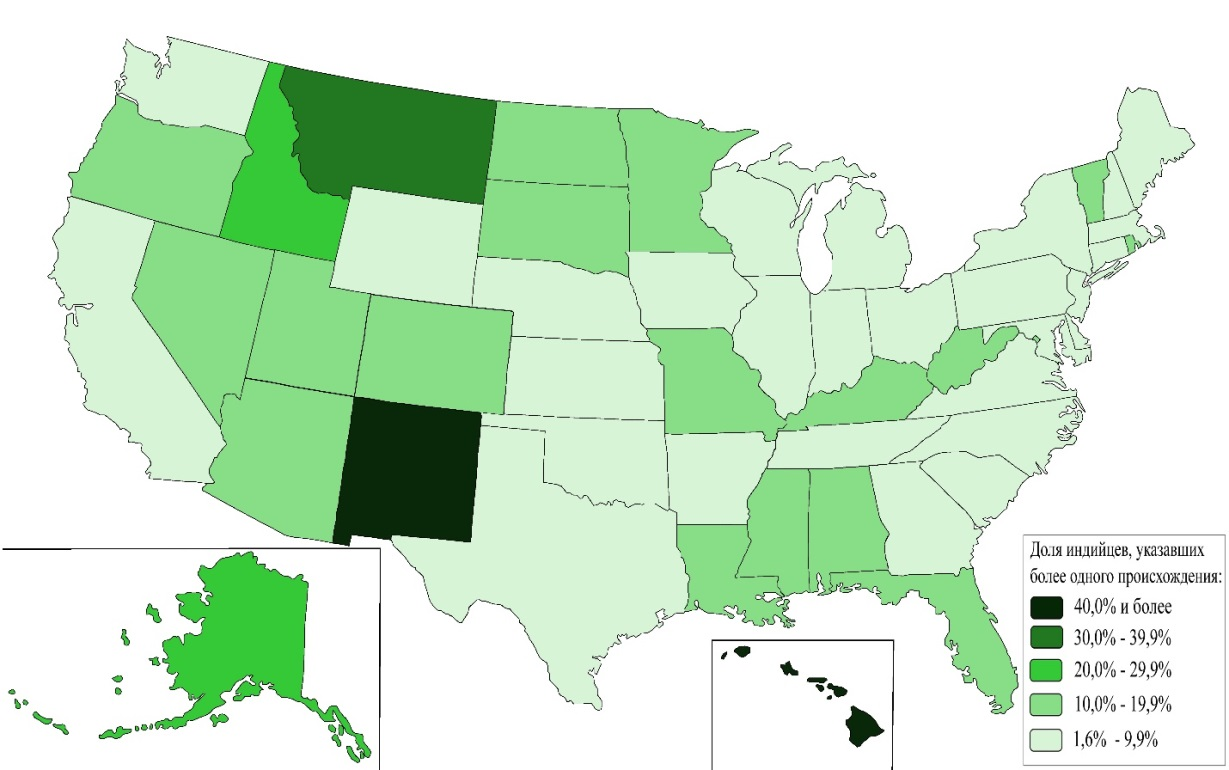 Доля индийцев, указавших
более одного происхождения:
40,0% и более
30,0% - 39,9%
20,0% - 29,9%
10,0% - 19,9%
1,6% - 9,9%